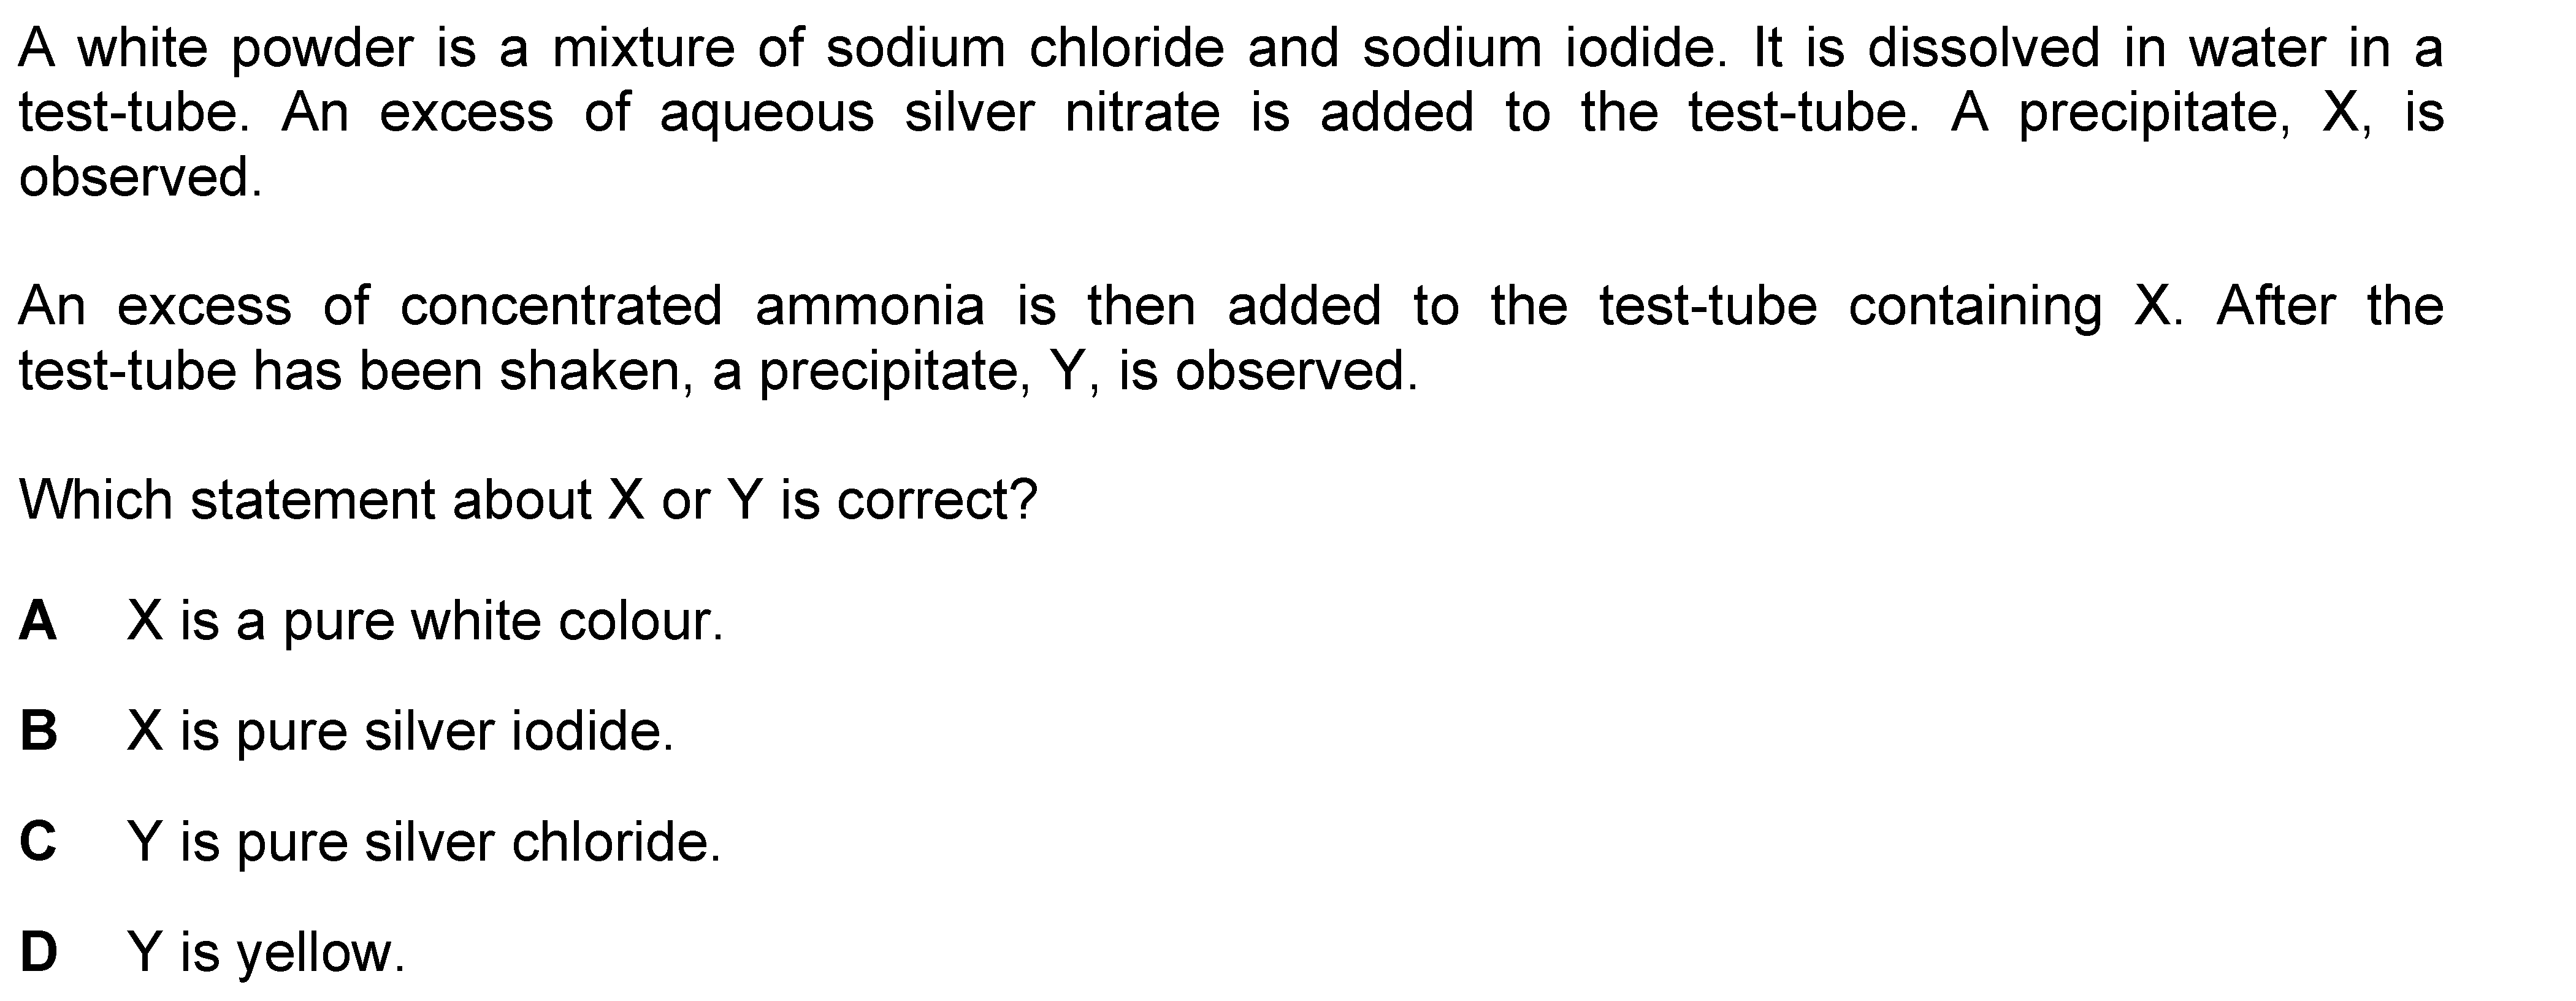 A white powder is a mixture of sodium chloride and sodium iodide. It is dissolved in water in a
test-tube. An excess of aqueous silver nitrate is added to the test-tube. A precipitate, X, is
observed.
An excess of concentrated ammonia is then added to the test-tube containing X. After the
test-tube has been shaken, a precipitate, Y, is observed.
Which statement about X or Y is correct?
A X is a pure white colour.
B X is pure silver iodide.
C Y is pure silver chloride.
D Y is yellow.